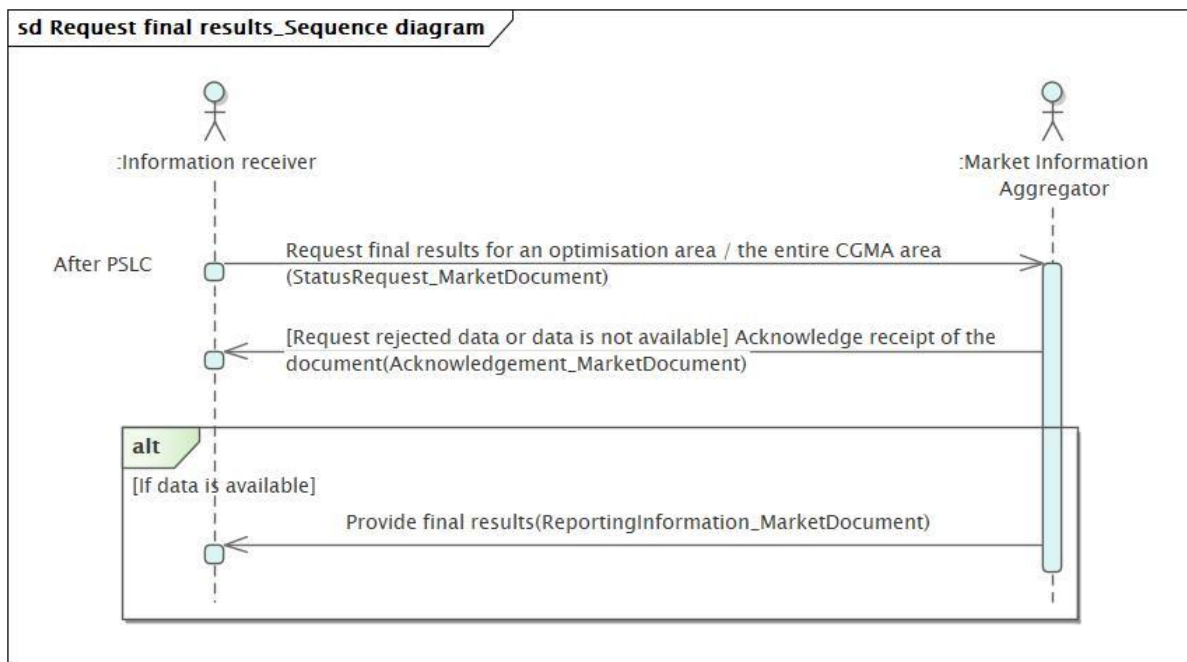 sd Request final results_Sequence diagram
:Information receiver
:Market Information
Aggregator
After PSLC
Request final results for an optimisation area / the entire CGMA area
(StatusRequest_MarketDocument)
[Request rejected data or data is not available] Acknowledge receipt of the
document(Acknowledgement_MarketDocument)
alt
[If data is available]
Provide final results(ReportingInformation_MarketDocument)